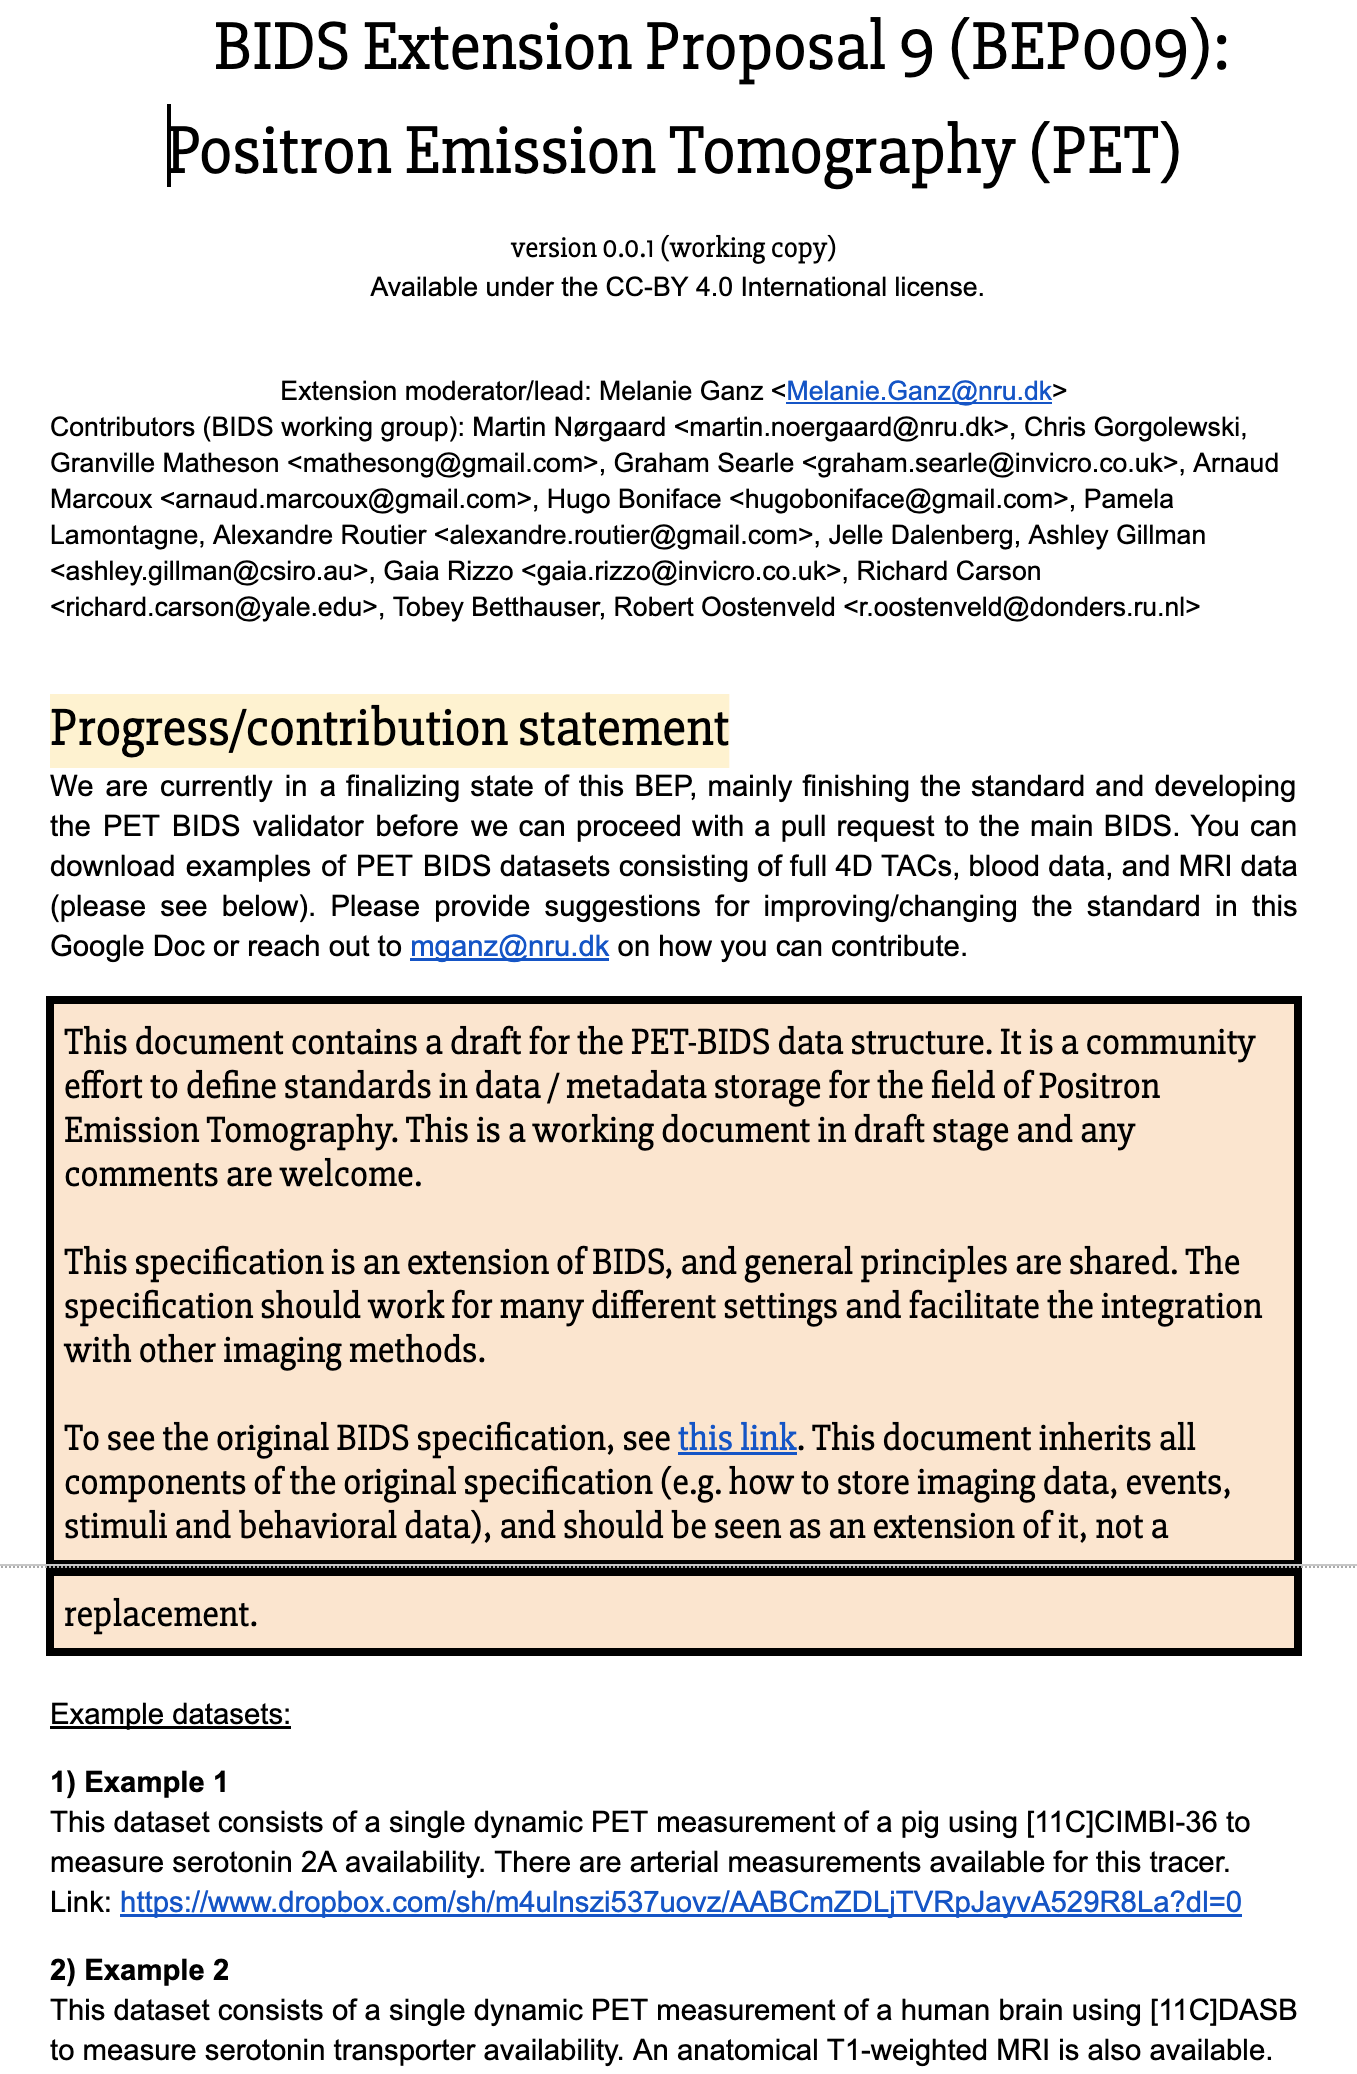 BIDS Extension Proposal 9 (BEP009):
Positron Emission Tomography (PET)
version 0.0.1 (working copy)
Available under the CC-BY 4.0 International license.
Extension moderator/lead: Melanie Ganz <Melanie.Ganz@nru.dk>
Contributors (BIDS working group): Martin Nørgaard <martin.noergaard@nru.dk>, Chris Gorgolewski,
Granville Matheson <mathesong@gmail.com>, Graham Searle <graham.searle@invicro.co.uk>, Arnaud
Marcoux <arnaud.marcoux@gmail.com>, Hugo Boniface <hugoboniface@gmail.com>, Pamela
Lamontagne, Alexandre Routier <alexandre.routier@gmail.com>, Jelle Dalenberg, Ashley Gillman
<ashley.gillman@csiro.au>, Gaia Rizzo <gaia.rizzo@invicro.co.uk>, Richard Carson
<richard.carson@yale.edu>, Tobey Betthauser, Robert Oostenveld <r.oostenveld@donders.ru.nl>
Progress/contribution statement
We are currently in a finalizing state of this BEP, mainly finishing the standard and developing
the PET BIDS validator before we can proceed with a pull request to the main BIDS. You can
download examples of PET BIDS datasets consisting of full 4D TACs, blood data, and MRI data
(please see below). Please provide suggestions for improving/changing the standard in this
Google Doc or reach out to mganz@nru.dk on how you can contribute.
This document contains a draft for the PET-BIDS data structure. It is a community
effort to define standards in data / metadata storage for the field of Positron
Emission Tomography. This is a working document in draft stage and any
comments are welcome.
This specification is an extension of BIDS, and general principles are shared. The
specification should work for many different settings and facilitate the integration
with other imaging methods.
To see the original BIDS specification, see this link. This document inherits all
components of the original specification (e.g. how to store imaging data, events,
stimuli and behavioral data), and should be seen as an extension of it, not a
replacement.
Example datasets:
1) Example 1
This dataset consists of a single dynamic PET measurement of a pig using [11C]CIMBI-36 to
measure serotonin 2A availability. There are arterial measurements available for this tracer.
Link: https://www.dropbox.com/sh/m4ulnszi537uovz/AABCmZDLjTVRpJayvA529R8La?dl=0
2) Example 2
This dataset consists of a single dynamic PET measurement of a human brain using [11C]DASB
to measure serotonin transporter availability. An anatomical T1-weighted MRI is also available.